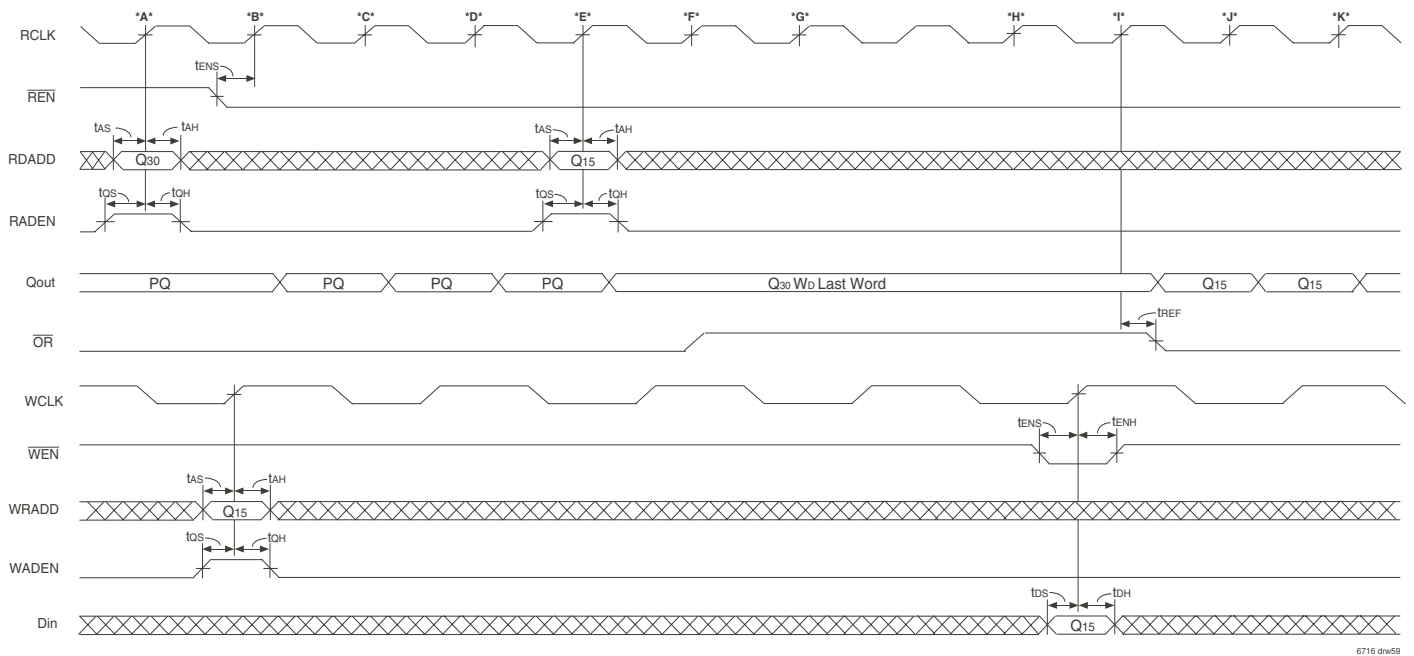 *A* *B* *C* *D* *E* *F* *G* *H* *I* *J* *K*
RCLK
tENS
REN
tAS tAH tAS tAH
RDADD Q30 Q15
tQS tQH tQS tQH
RADEN
Qout PQ PQ PQ PQ Q30 WD Last Word Q15 Q15
tREF
OR
WCLK
tENS tENH
WEN
tAS tAH
WRADD Q15
tQS tQH
WADEN
tDS tDH
Din Q15
6716 drw59